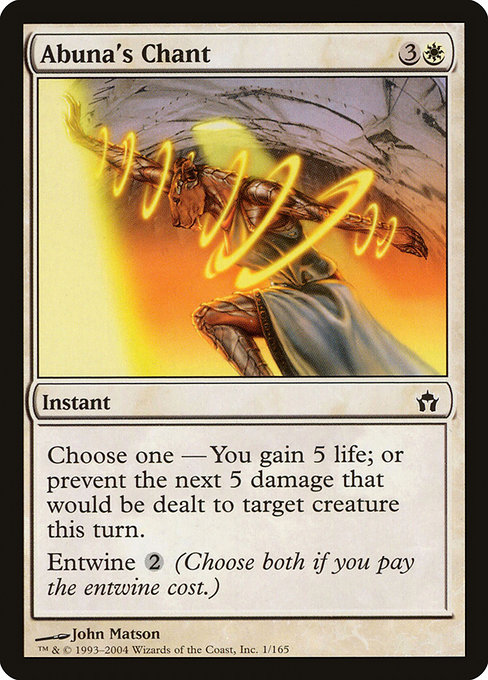 Abuna's Chant 3
Instant
Choose one — You gain 5 life; or
prevent the next 5 damage that
would be dealt to target creature
this turn.
Entwine 2 (Choose both if you pay
the entwine cost.)
John Matson
™ & © 1993–2004 Wizards of the Coast, Inc. 1/165